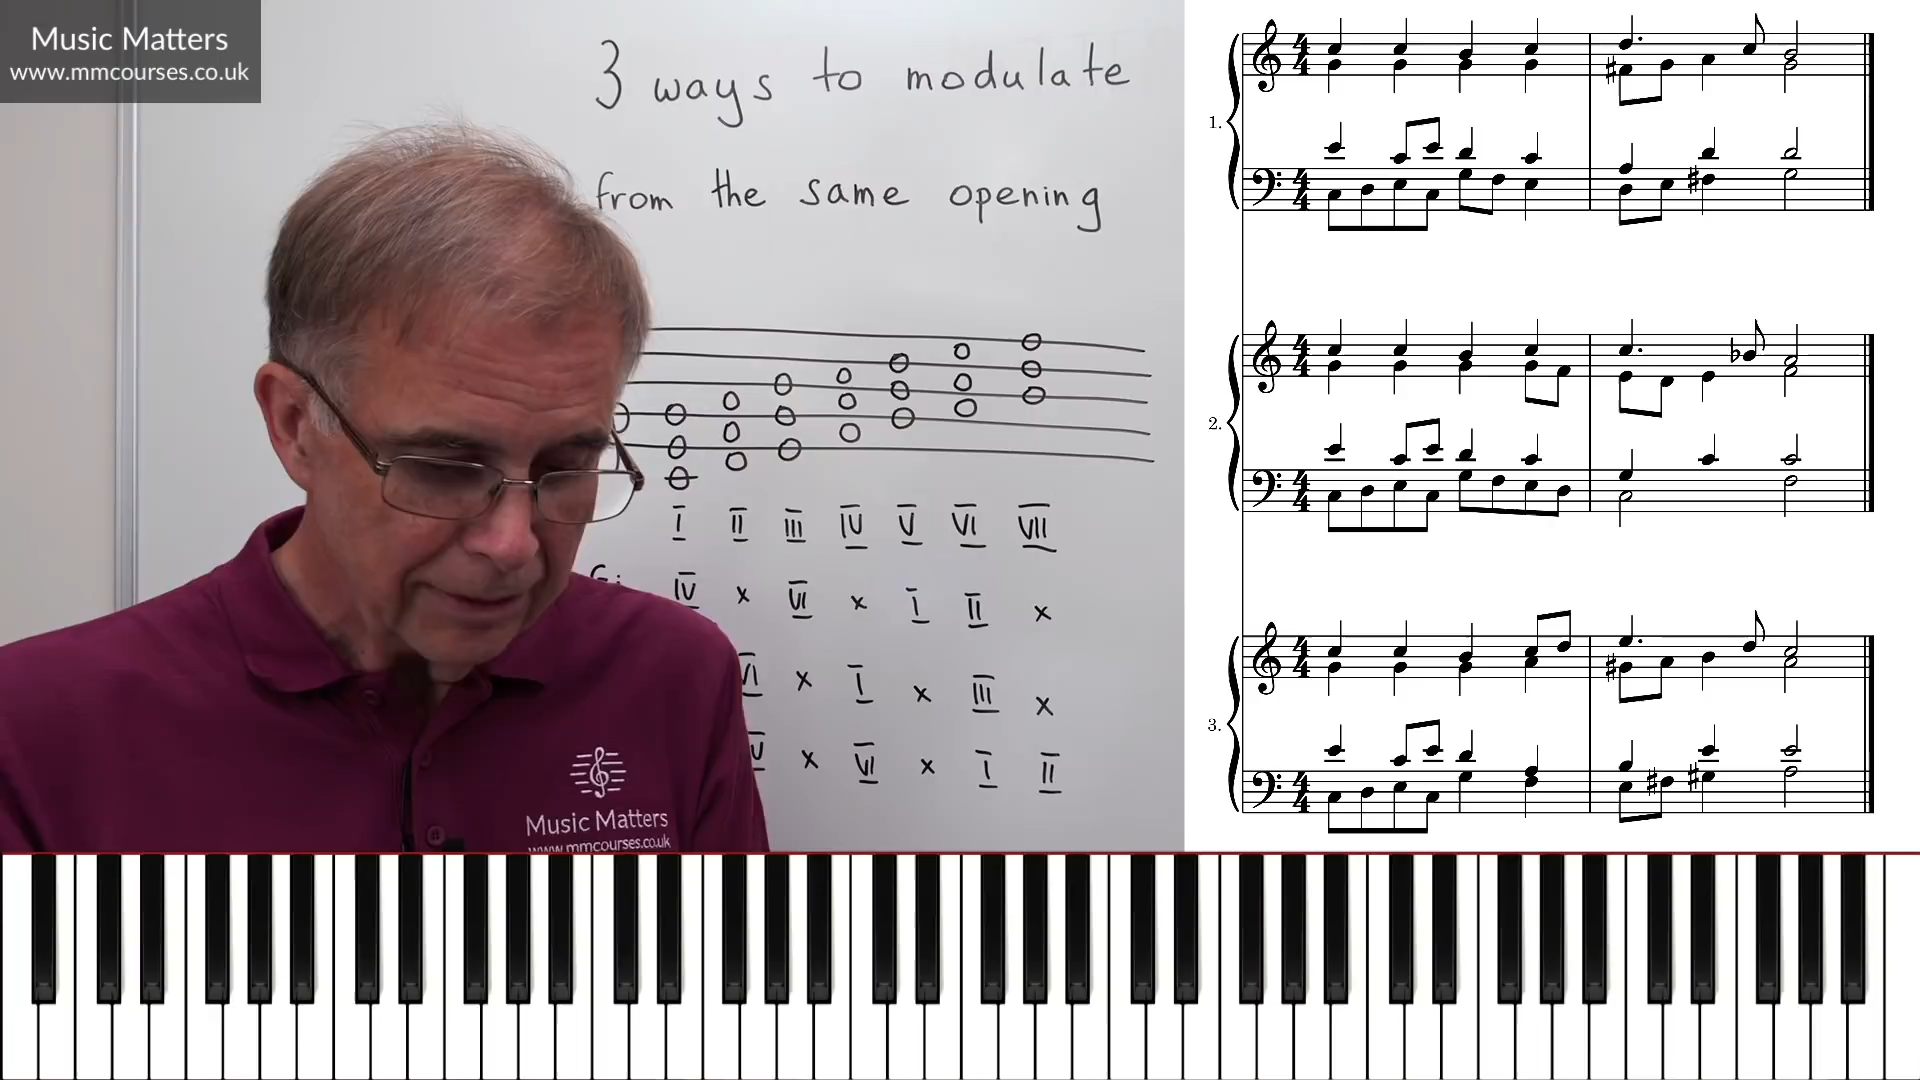 Music Matters
www.mmcourses.co.uk
3 ways to modulate
from the same opening
I II III IV V VI VII
G: IV x VI x I II x
VI x I x III x
x VI x I II
Music Matters
www.mmcourses.co.uk
1.
2.
3.